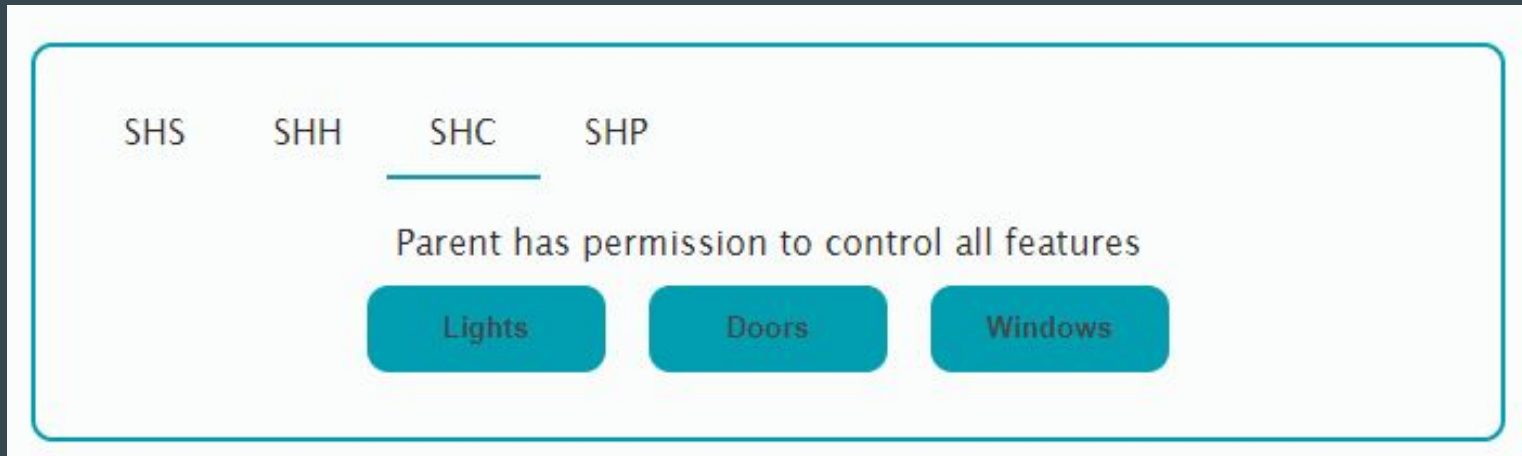 SHS SHH SHC SHP
Parent has permission to control all features
Lights Doors Windows